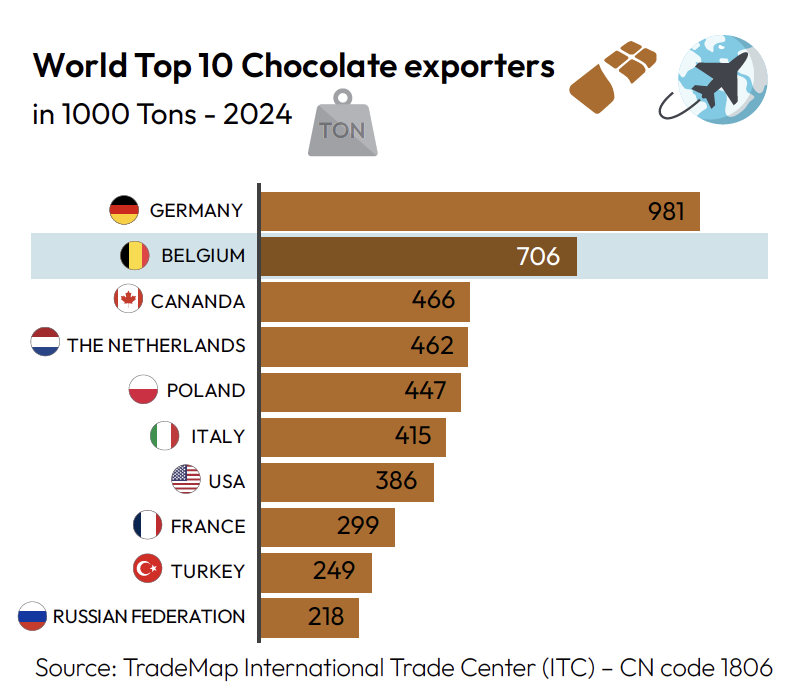 World Top 10 Chocolate exporters
in 1000 Tons - 2024
TON
GERMANY 981
BELGIUM 706
CANANDA 466
THE NETHERLANDS 462
POLAND 447
ITALY 415
USA 386
FRANCE 299
TURKEY 249
RUSSIAN FEDERATION 218
Source: TradeMap International Trade Center (ITC) – CN code 1806